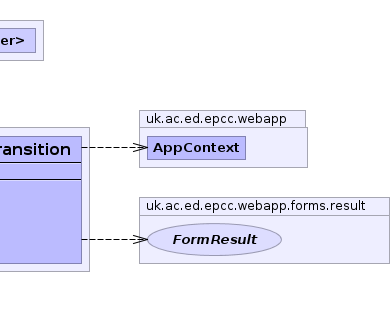 er>
uk.ac.ed.epcc.webapp
ransition
AppContext
uk.ac.ed.epcc.webapp.forms.result
FormResult